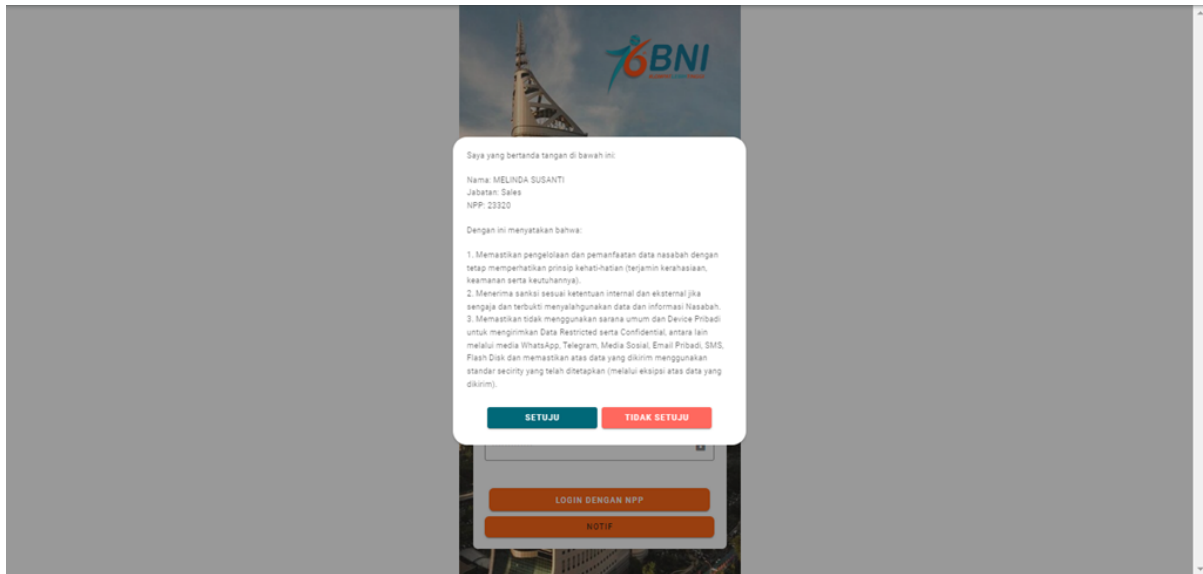 76 BNI
Saya yang bertanda tangan di bawah ini:
Nama: MELINDA SUSANTI
Jabatan: Sales
NPP: 23320
Dengan ini menyatakan bahwa:
1. Memastikan pengelolaan dan pemanfaatan data nasabah dengan
tetap memperhatikan prinsip kehati-hatian (terjamin kerahasiaan,
keamanan serta keutuhannya).
2. Menerima sanksi sesuai ketentuan internal dan eksternal jika
sengaja dan terbukti menyalahgunakan data dan informasi Nasabah.
3. Memastikan tidak menggunakan sarana umum dan Device Pribadi
untuk mengirimkan Data Restricted serta Confidential, antara lain
melalui media WhatsApp, Telegram, Media Sosial, Email Pribadi, SMS,
Flash Disk dan memastikan atas data yang dikirim menggunakan
standar secirity yang telah ditetapkan (melalui eksipsi atas data yang
dikirim).
SETUJU TIDAK SETUJU
LOGIN DENGAN NPP
NOTIF